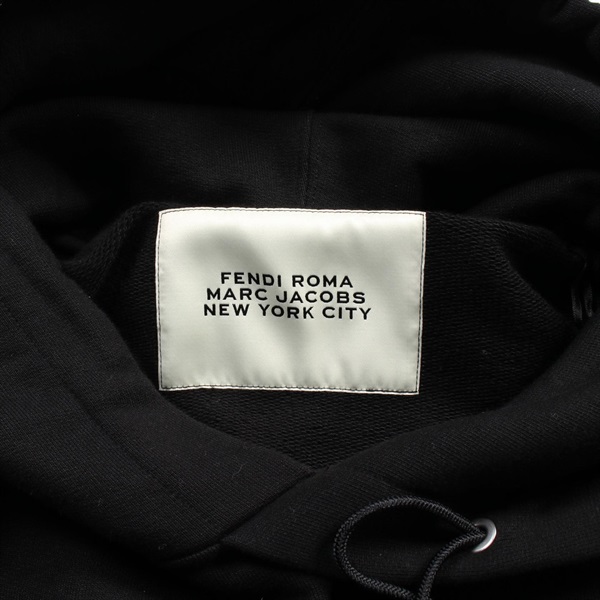 FENDI ROMA
MARC JACOBS
NEW YORK CITY